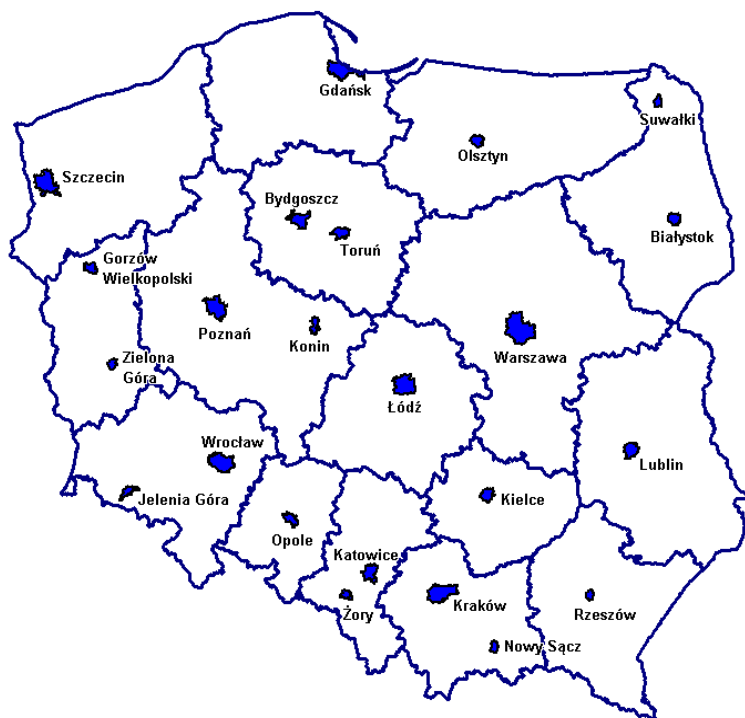 Gdańsk
Suwałki
Olsztyn
Szczecin
Bydgoszcz
Toruń
Białystok
Gorzów
Wielkopolski
Poznań
Konin
Warszawa
Zielona
Góra
Łódź
Wrocław
Lublin
Jelenia Góra
Kielce
Opole
Katowice
Żory
Kraków
Rzeszów
Nowy Sącz